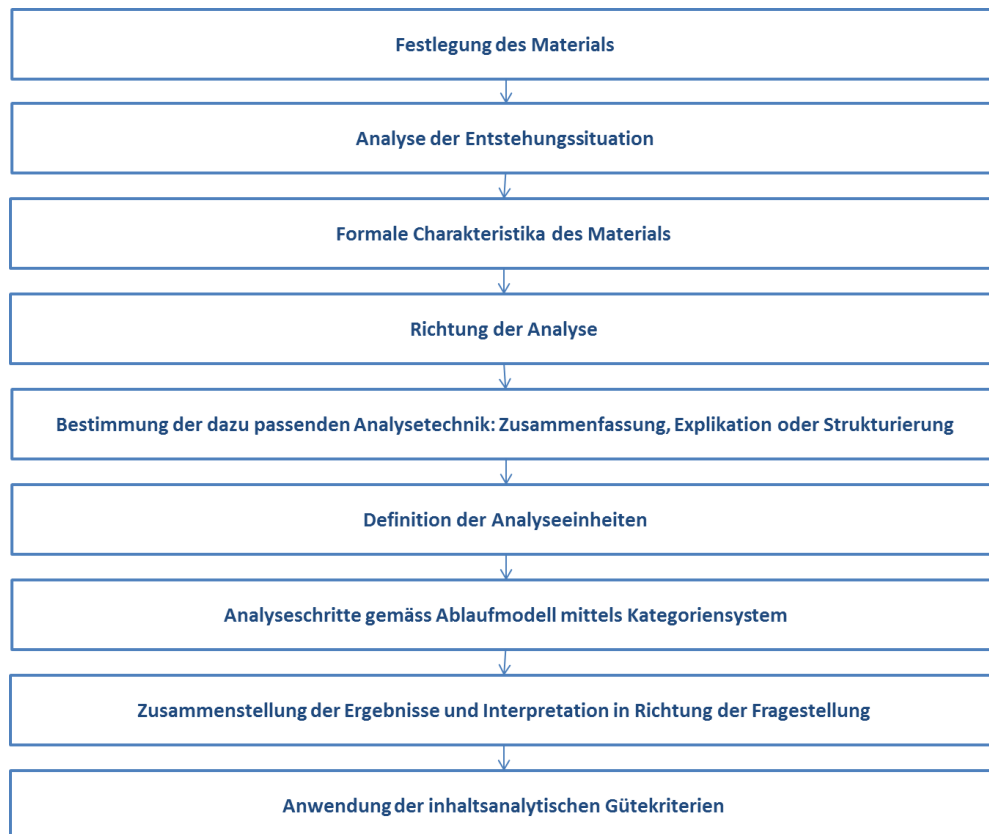 Festlegung des Materials
Analyse der Entstehungssituation
Formale Charakteristika des Materials
Richtung der Analyse
Bestimmung der dazu passenden Analysetechnik: Zusammenfassung, Explikation oder Strukturierung
Definition der Analyseeinheiten
Analyseschritte gemäss Ablaufmodell mittels Kategoriensystem
Zusammenstellung der Ergebnisse und Interpretation in Richtung der Fragestellung
Anwendung der inhaltsanalytischen Gütekriterien